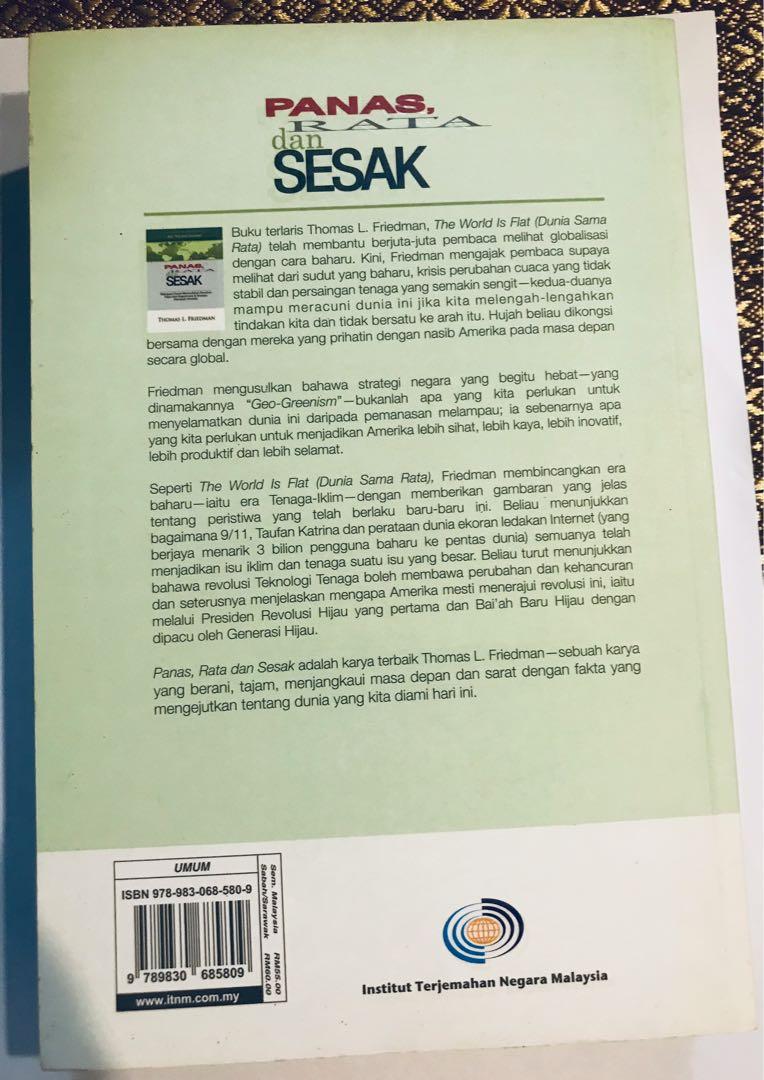 PANAS,
RATA
dan
SESAK
PANAS,
RATA
SESAK
THOMAS L. FRIEDMAN
Buku terlaris Thomas L. Friedman, The World Is Flat (Dunia Sama
Rata) telah membantu berjuta-juta pembaca melihat globalisasi
dengan cara baharu. Kini, Friedman mengajak pembaca supaya
melihat dari sudut yang baharu, krisis perubahan cuaca yang tidak
stabil dan persaingan tenaga yang semakin sengit—kedua-duanya
mampu meracuni dunia ini jika kita melengah-lengahkan
tindakan kita dan tidak bersatu ke arah itu. Hujah beliau dikongsi
bersama dengan mereka yang prihatin dengan nasib Amerika pada masa depan
secara global.
Friedman mengusulkan bahawa strategi negara yang begitu hebat—yang
dinamakannya "Geo-Greenism"—bukanlah apa yang kita perlukan untuk
menyelamatkan dunia ini daripada pemanasan melampau; ia sebenarnya apa
yang kita perlukan untuk menjadikan Amerika lebih sihat, lebih kaya, lebih inovatif,
lebih produktif dan lebih selamat.
Seperti The World Is Flat (Dunia Sama Rata), Friedman membincangkan era
baharu—iaitu era Tenaga-Iklim—dengan memberikan gambaran yang jelas
tentang peristiwa yang telah berlaku baru-baru ini. Beliau menunjukkan
bagaimana 9/11, Taufan Katrina dan perataan dunia ekoran ledakan Internet (yang
berjaya menarik 3 bilion pengguna baharu ke pentas dunia) semuanya telah
menjadikan isu iklim dan tenaga suatu isu yang besar. Beliau turut menunjukkan
bahawa revolusi Teknologi Tenaga boleh membawa perubahan dan kehancuran
dan seterusnya menjelaskan mengapa Amerika mesti menerajui revolusi ini, iaitu
melalui Presiden Revolusi Hijau yang pertama dan Bai'ah Baru Hijau dengan
dipacu oleh Generasi Hijau.
Panas, Rata dan Sesak adalah karya terbaik Thomas L. Friedman—sebuah karya
yang berani, tajam, menjangkaui masa depan dan sarat dengan fakta yang
mengejutkan tentang dunia yang kita diami hari ini.
UMUM
ISBN 978-983-068-580-9
9 789830 685809
www.itnm.com.my
Sem. Malaysia RM55.00
Sabah/Sarawak RM60.00
Institut Terjemahan Negara Malaysia